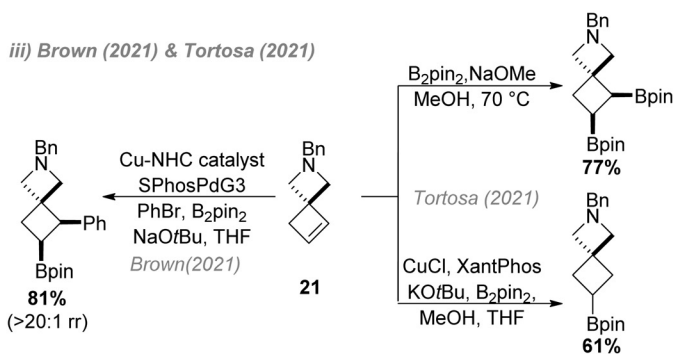 iii) Brown (2021) & Tortosa (2021)
Bn
N
Ph
Bpin
81%
(>20:1 rr)
Cu-NHC catalyst
SPhosPdG3
PhBr, B2pin2
NaOtBu, THF
Brown(2021)
Bn
N
21
B2pin2,NaOMe
MeOH, 70 °C
Tortosa (2021)
CuCl, XantPhos
KOtBu, B2pin2,
MeOH, THF
Bn
N
Bpin
Bpin
77%
Bn
N
Bpin
61%